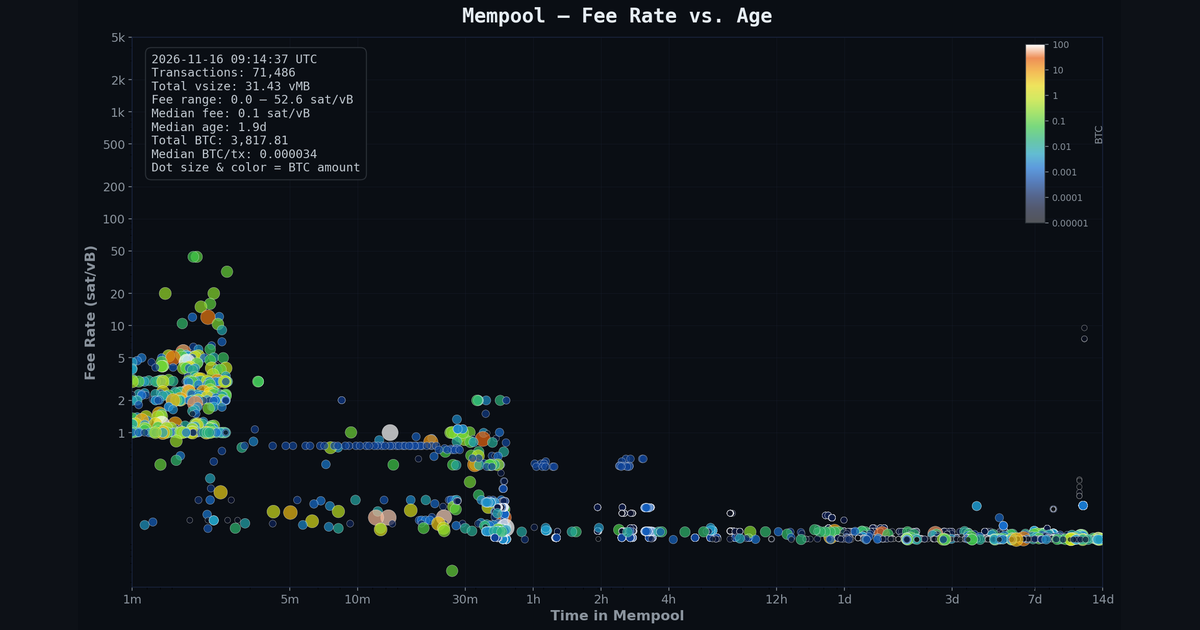 Mempool — Fee Rate vs. Age
2026-11-16 09:14:37 UTC
Transactions: 71,486
Total vsize: 31.43 vMB
Fee range: 0.0 – 52.6 sat/vB
Median fee: 0.1 sat/vB
Median age: 1.9d
Total BTC: 3,817.81
Median BTC/tx: 0.000034
Dot size & color = BTC amount
100
10
1
0.1
0.01
0.001
0.0001
0.00001
BTC
Fee Rate (sat/vB)
5k
2k
1k
500
200
100
50
20
10
5
2
1
1m
5m
10m
30m
1h
2h
4h
12h
1d
3d
7d
14d
Time in Mempool